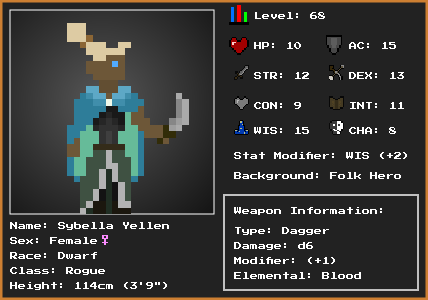 Level: 68
HP: 10
AC: 15
STR: 12
DEX: 13
CON: 9
INT: 11
WIS: 15
CHA: 8
Stat Modifier: WIS (+2)
Background: Folk Hero
Name: Sybella Yellen
Sex: Female♀
Race: Dwarf
Class: Rogue
Height: 114cm (3'9")
Weapon Information:
Type: Dagger
Damage: d6
Modifier: (+1)
Elemental: Blood